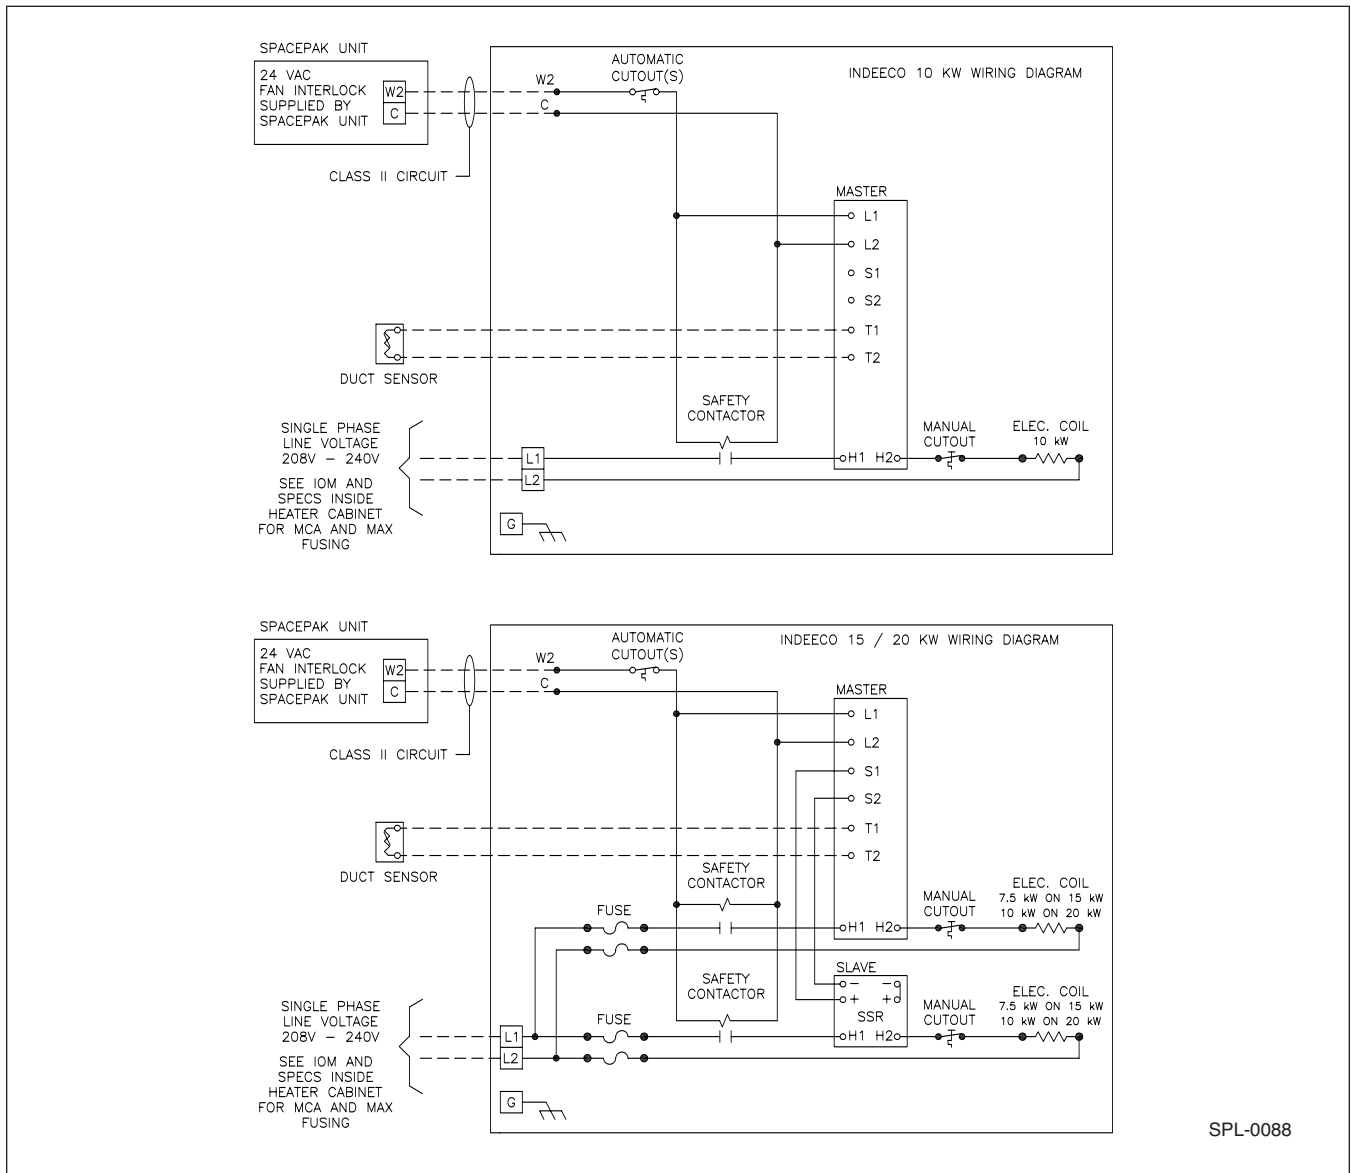 SPACEPAK UNIT
24 VAC
FAN INTERLOCK
SUPPLIED BY
SPACEPAK UNIT
W2
C
CLASS II CIRCUIT
W2
C
AUTOMATIC
CUTOUT(S)
INDEECO 10 KW WIRING DIAGRAM
MASTER
L1
L2
S1
S2
T1
T2
DUCT SENSOR
SAFETY
CONTACTOR
SINGLE PHASE
LINE VOLTAGE
208V – 240V
SEE IOM AND
SPECS INSIDE
HEATER CABINET
FOR MCA AND MAX
FUSING
L1
L2
H1 H2
MANUAL
CUTOUT
ELEC. COIL
10 kW
G
SPACEPAK UNIT
24 VAC
FAN INTERLOCK
SUPPLIED BY
SPACEPAK UNIT
W2
C
CLASS II CIRCUIT
W2
C
AUTOMATIC
CUTOUT(S)
INDEECO 15 / 20 KW WIRING DIAGRAM
MASTER
L1
L2
S1
S2
T1
T2
DUCT SENSOR
SAFETY
CONTACTOR
FUSE
H1 H2
MANUAL
CUTOUT
ELEC. COIL
7.5 kW ON 15 kW
10 kW ON 20 kW
SLAVE
– –
+ +
SSR
H1 H2
SAFETY
CONTACTOR
FUSE
MANUAL
CUTOUT
ELEC. COIL
7.5 kW ON 15 kW
10 kW ON 20 kW
SINGLE PHASE
LINE VOLTAGE
208V – 240V
SEE IOM AND
SPECS INSIDE
HEATER CABINET
FOR MCA AND MAX
FUSING
L1
L2
G
SPL-0088